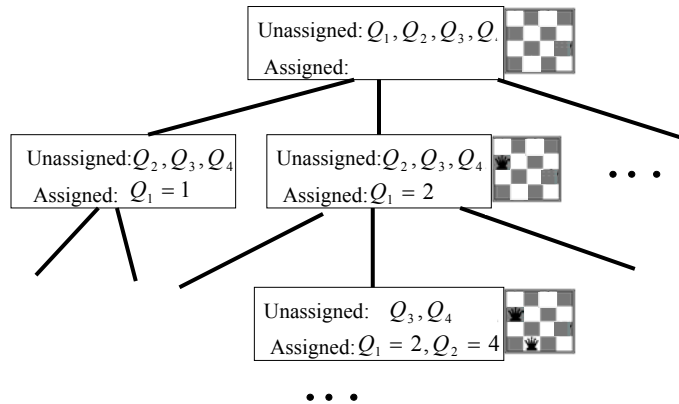 Unassigned: Q₁, Q₂, Q₃, Q
Assigned:
Unassigned: Q₂, Q₃, Q₄
Assigned: Q₁ = 1
Unassigned: Q₂, Q₃, Q₄
Assigned: Q₁ = 2
• • •
Unassigned: Q₃, Q₄
Assigned: Q₁ = 2, Q₂ = 4
• • •